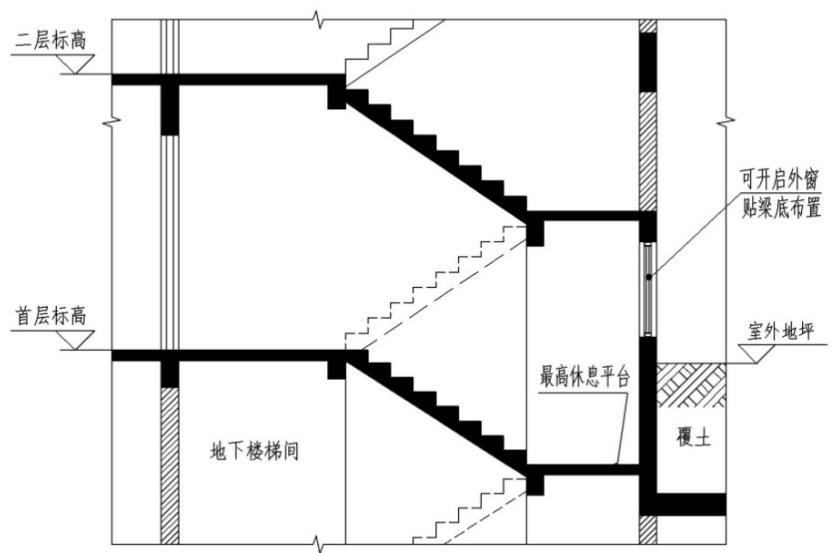 二层标高
可开启外窗
贴梁底布置
首层标高
室外地坪
最高休息平台
地下楼梯间
覆土